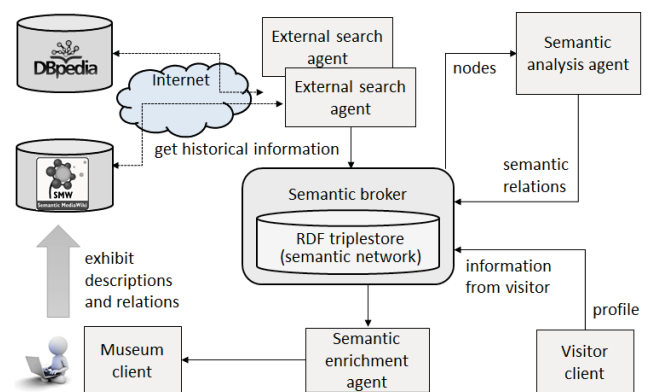 DBpedia
Internet
External search
agent
External search
agent
nodes
Semantic
analysis agent
get historical information
SMW
Semantic MediaWiki
semantic
relations
Semantic broker
RDF triplestore
(semantic network)
exhibit
descriptions
and relations
information
from visitor
profile
Museum
client
Semantic
enrichment
agent
Visitor
client